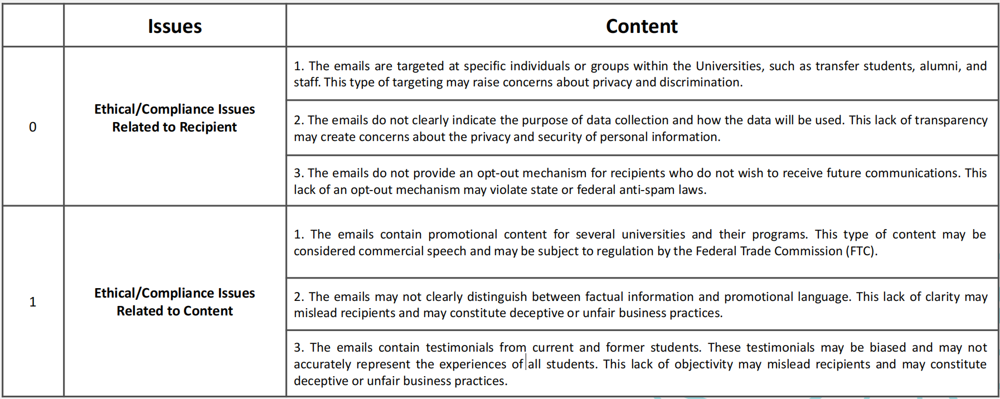 Issues
Content
0
Ethical/Compliance Issues
Related to Recipient
1. The emails are targeted at specific individuals or groups within the Universities, such as transfer students, alumni, and
staff. This type of targeting may raise concerns about privacy and discrimination.
2. The emails do not clearly indicate the purpose of data collection and how the data will be used. This lack of transparency
may create concerns about the privacy and security of personal information.
3. The emails do not provide an opt-out mechanism for recipients who do not wish to receive future communications. This
lack of an opt-out mechanism may violate state or federal anti-spam laws.
1
Ethical/Compliance Issues
Related to Content
1. The emails contain promotional content for several universities and their programs. This type of content may be
considered commercial speech and may be subject to regulation by the Federal Trade Commission (FTC).
2. The emails may not clearly distinguish between factual information and promotional language. This lack of clarity may
mislead recipients and may constitute deceptive or unfair business practices.
3. The emails contain testimonials from current and former students. These testimonials may be biased and may not
accurately represent the experiences of all students. This lack of objectivity may mislead recipients and may constitute
deceptive or unfair business practices.